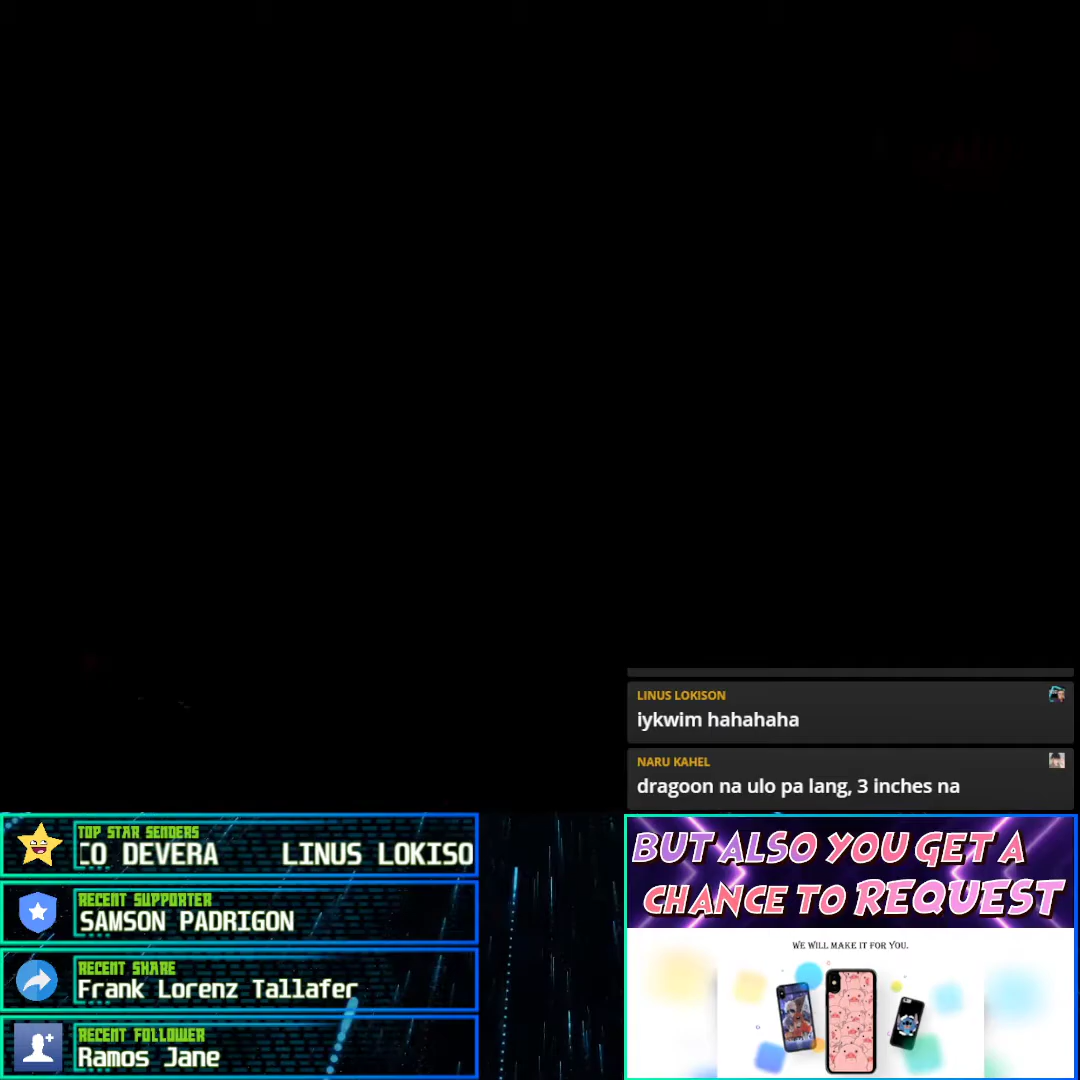 LINUS LOKISON
iykwim hahahaha
NARU KAHEL
dragoon na ulo pa lang, 3 inches na
TOP STAR SENDERS
CO DEVERA LINUS LOKISO
RECENT SUPPORTER
SAMSON PADRIGON
RECENT SHARE
Frank Lorenz Tallafer
RECENT FOLLOWER
Ramos Jane
BUT ALSO YOU GET A
CHANCE TO REQUEST
WE WILL MAKE IT FOR YOU.